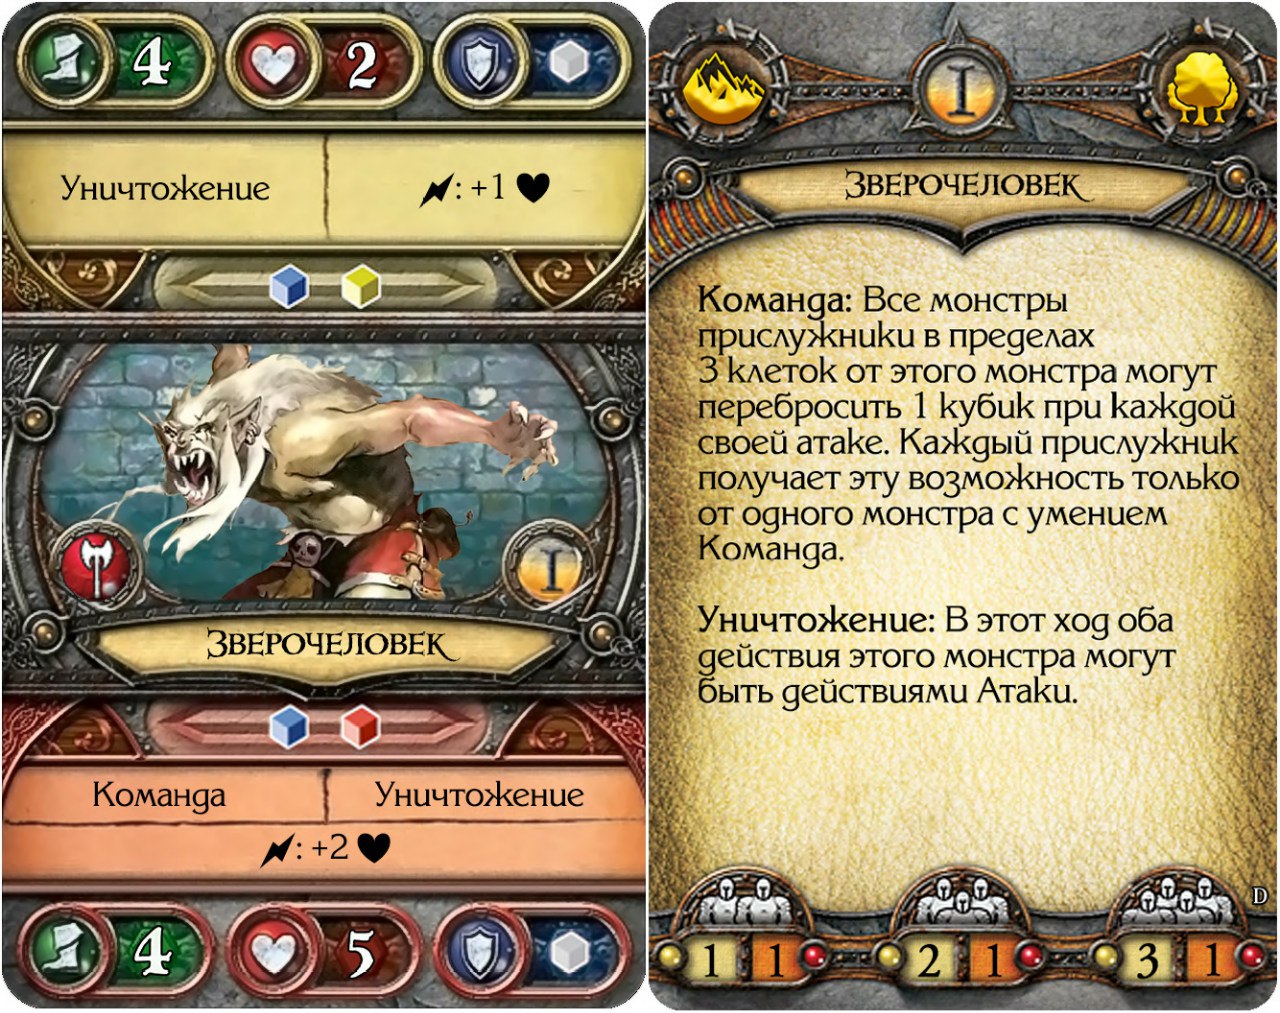 4 2
Уничтожение
: +1
I
Зверочеловек
Команда Уничтожение
: +2
4 5
I
Зверочеловек
Команда: Все монстры
прислужники в пределах
3 клеток от этого монстра могут
перебросить 1 кубик при каждой
своей атаке. Каждый прислужник
получает эту возможность только
от одного монстра с умением
Команда.
Уничтожение: В этот ход оба
действия этого монстра могут
быть действиями Атаки.
D
1 1 2 1 3 1